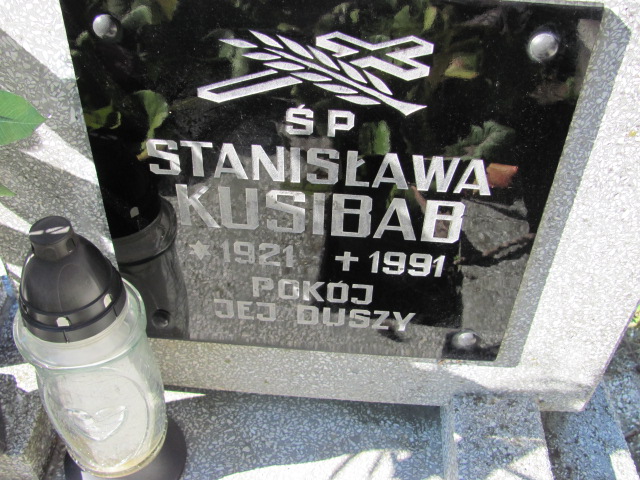 ŚP
STANISŁAWA
KUSIBAB
* 1921 + 1991
POKÓJ
JEJ DUSZY